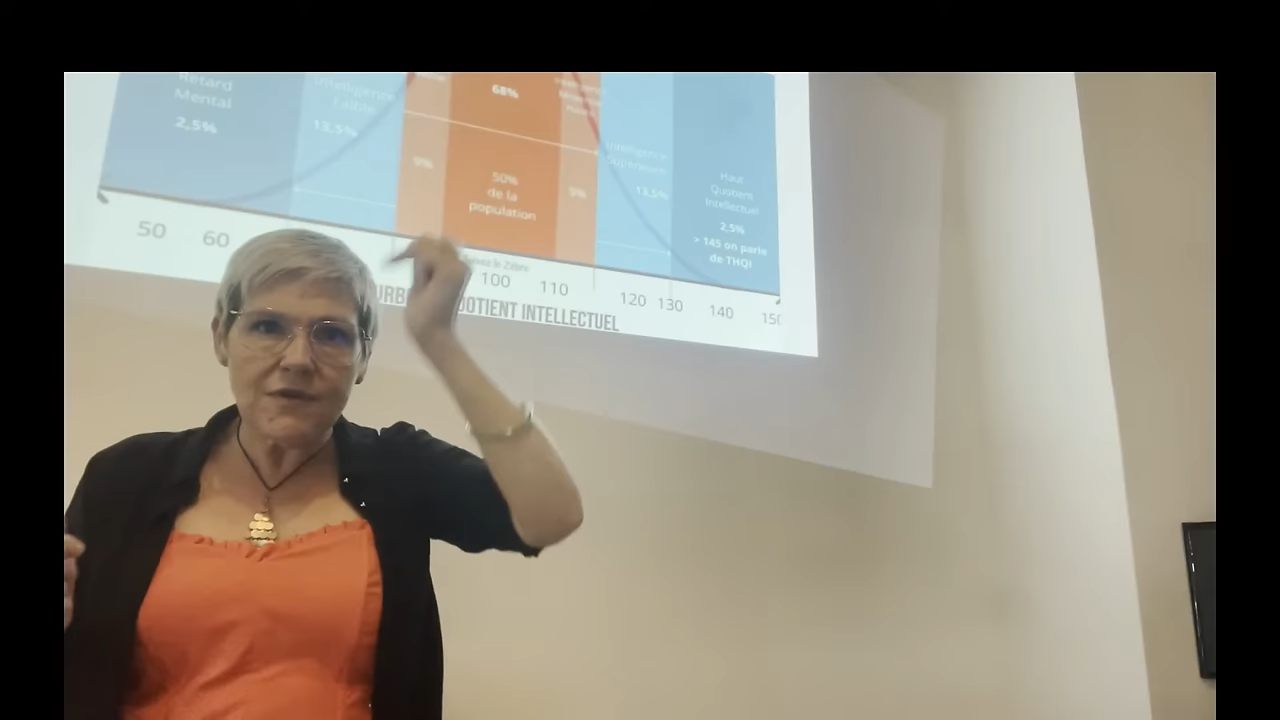 Retard
Mental
2,5%
Intelligence
Faible
13,5%
9%
68%
50%
de la
population
9%
Intelligence
Supérieure
13,5%
Haut
Quotient
Intellectuel
2,5%
> 145 on parle
de THQI
50 60 100 110 120 130 140 150
QUOTIENT INTELLECTUEL